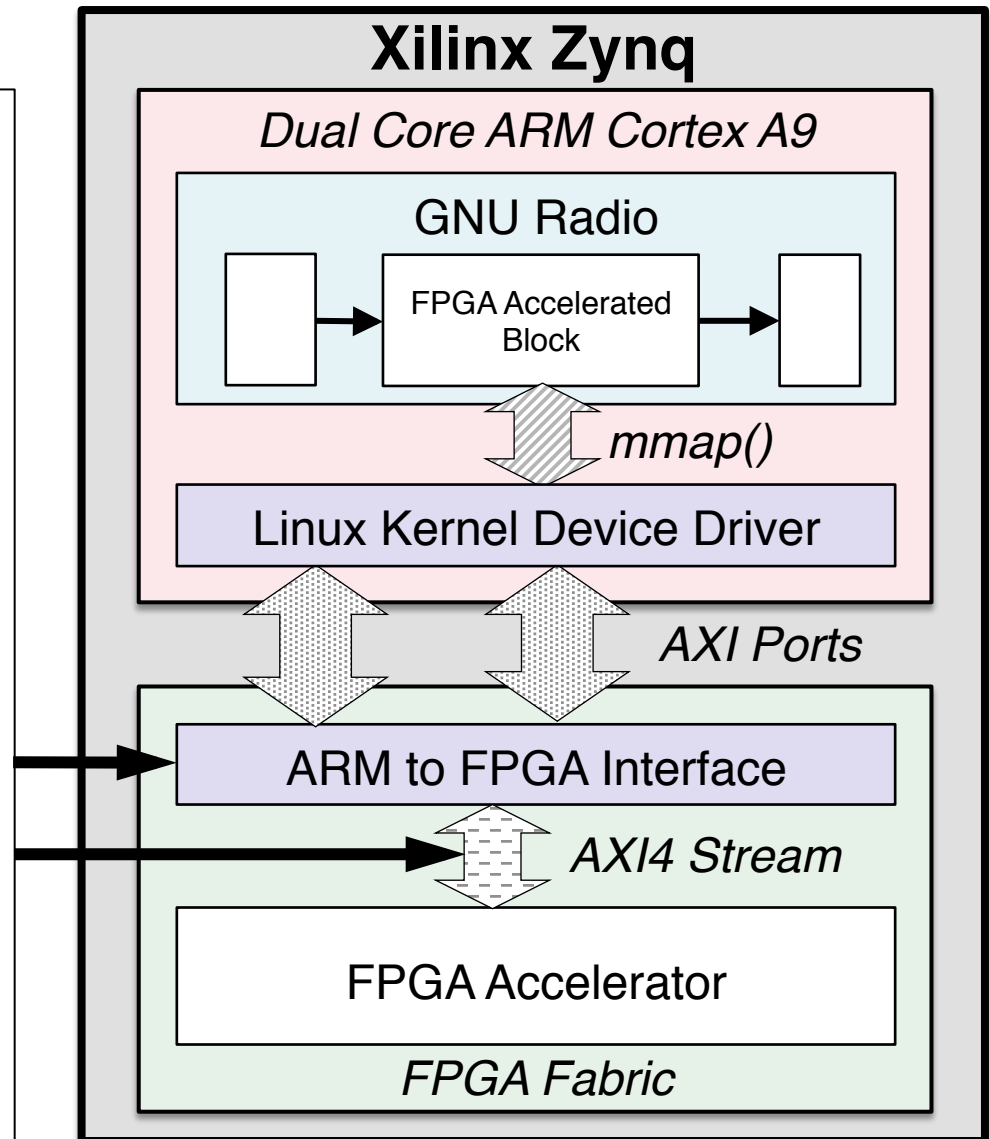 Xilinx Zynq
Dual Core ARM Cortex A9
GNU Radio
FPGA Accelerated
Block
mmap()
Linux Kernel Device Driver
AXI Ports
ARM to FPGA Interface
AXI4 Stream
FPGA Accelerator
FPGA Fabric